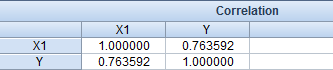 Correlation
X1 Y
X1 1.000000 0.763592
Y 0.763592 1.000000